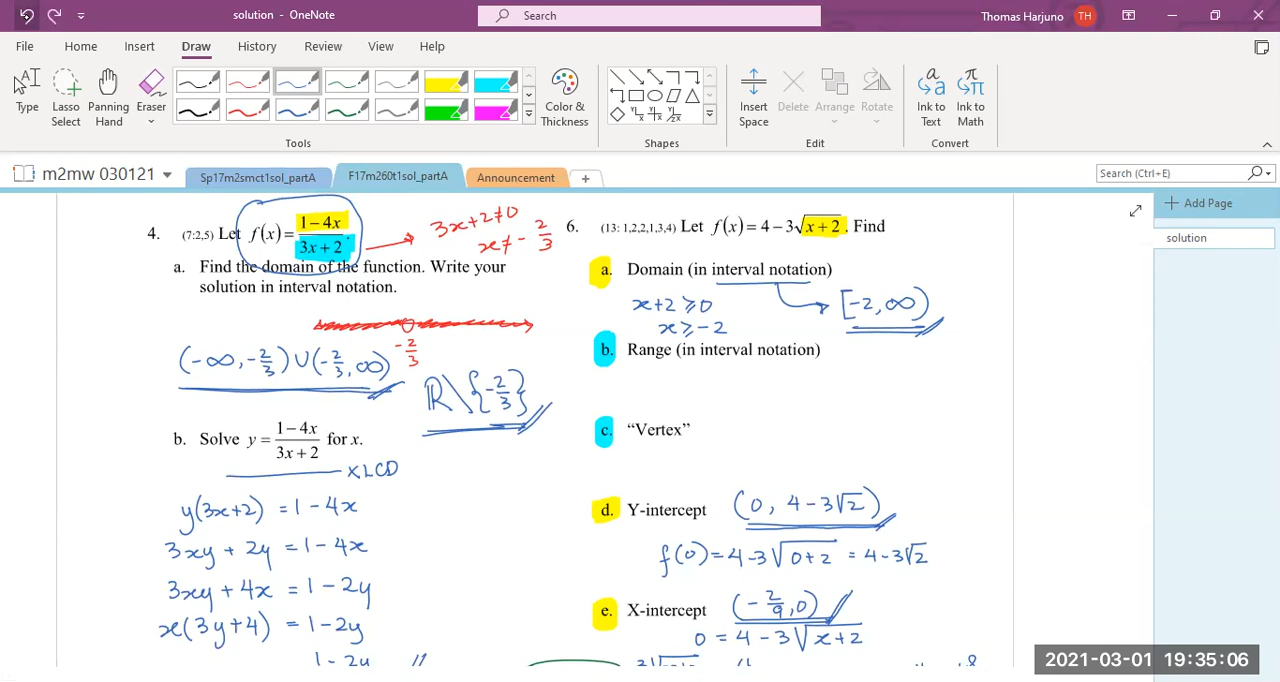 solution - OneNote
Search
Thomas Harjuno TH
File Home Insert Draw History Review View Help
Type
Lasso Select
Panning Hand
Eraser
Color & Thickness
Insert Space
Delete
Arrange
Rotate
Ink to Text
Ink to Math
Tools
Shapes
Edit
Convert
m2mw 030121
Sp17m2smct1sol_partA
F17m260t1sol_partA
Announcement
Search (Ctrl+E)
Add Page
solution
4. (7:2,5) Let f(x) = (1 − 4x)/(3x + 2).
3x+2≠0
x≠-2/3
a. Find the domain of the function. Write your
solution in interval notation.
-2/3
(-∞, -2/3) ∪ (-2/3, ∞)
ℝ\{-2/3}
b. Solve y = (1 − 4x)/(3x + 2) for x.
XLCD
y(3x+2) = 1-4x
3xy + 2y = 1-4x
3xy + 4x = 1-2y
x(3y+4) = 1-2y
1-2y
6. (13: 1,2,2,1,3,4) Let f(x) = 4 − 3√(x + 2). Find
a. Domain (in interval notation)
x+2 ≥ 0
[-2, ∞)
x ≥ -2
b. Range (in interval notation)
c. “Vertex”
d. Y-intercept (0, 4-3√2)
f(0) = 4-3√(0+2) = 4-3√2
e. X-intercept (-2/9, 0)
0 = 4-3√(x+2)
2021-03-01 19:35:06